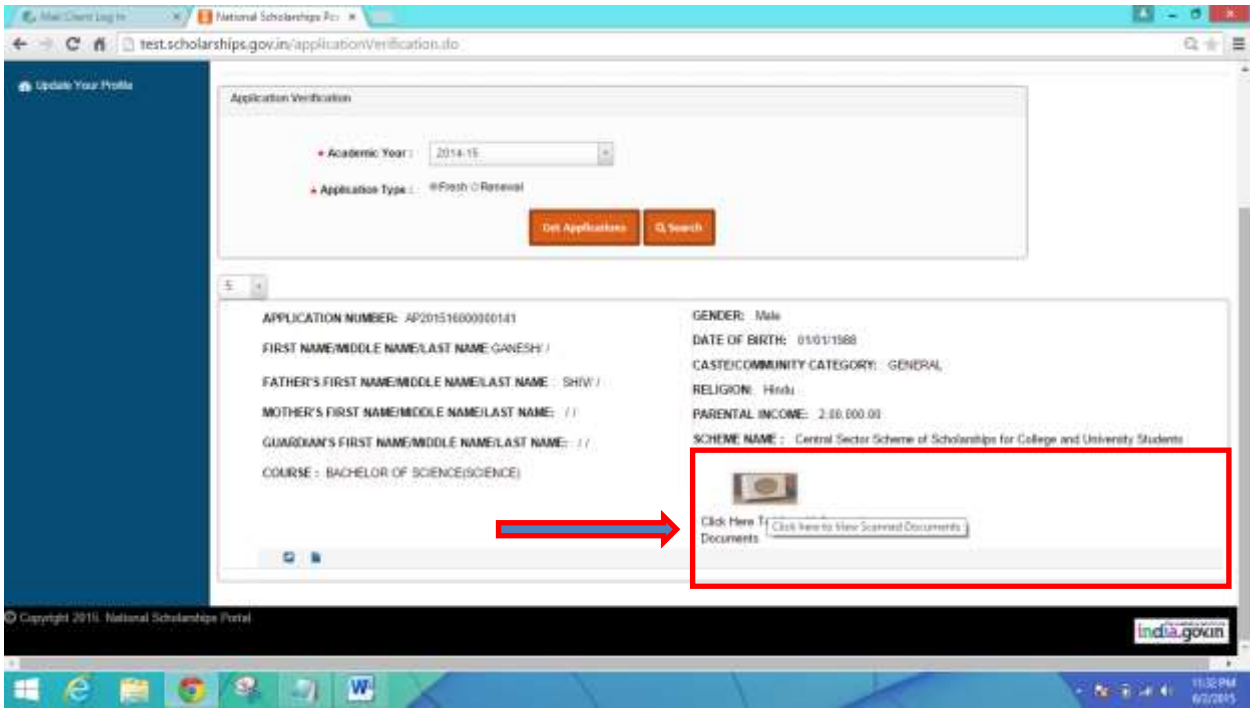 Mail Client Log In
National Scholarships Por
test.scholarships.gov.in/applicationVerification.do
Update Your Profile
Application Verification
* Academic Year :
2014-15
* Application Type :
Fresh Renewal
Get Applications
Search
5
APPLICATION NUMBER: AP201516000000141
FIRST NAME/MIDDLE NAME/LAST NAME GANESH/ /
FATHER'S FIRST NAME/MIDDLE NAME/LAST NAME : SHIV/ /
MOTHER'S FIRST NAME/MIDDLE NAME/LAST NAME: / /
GUARDIAN'S FIRST NAME/MIDDLE NAME/LAST NAME: / /
COURSE : BACHELOR OF SCIENCE(SCIENCE)
GENDER: Male
DATE OF BIRTH: 01/01/1988
CASTE/COMMUNITY CATEGORY: GENERAL
RELIGION: Hindu
PARENTAL INCOME: 2,00,000.00
SCHEME NAME : Central Sector Scheme of Scholarships for College and University Students
Click Here
Click here to View Scanned Documents
Documents
© Copyright 2015. National Scholarships Portal
india.gov.in
11:32 PM
6/2/2015